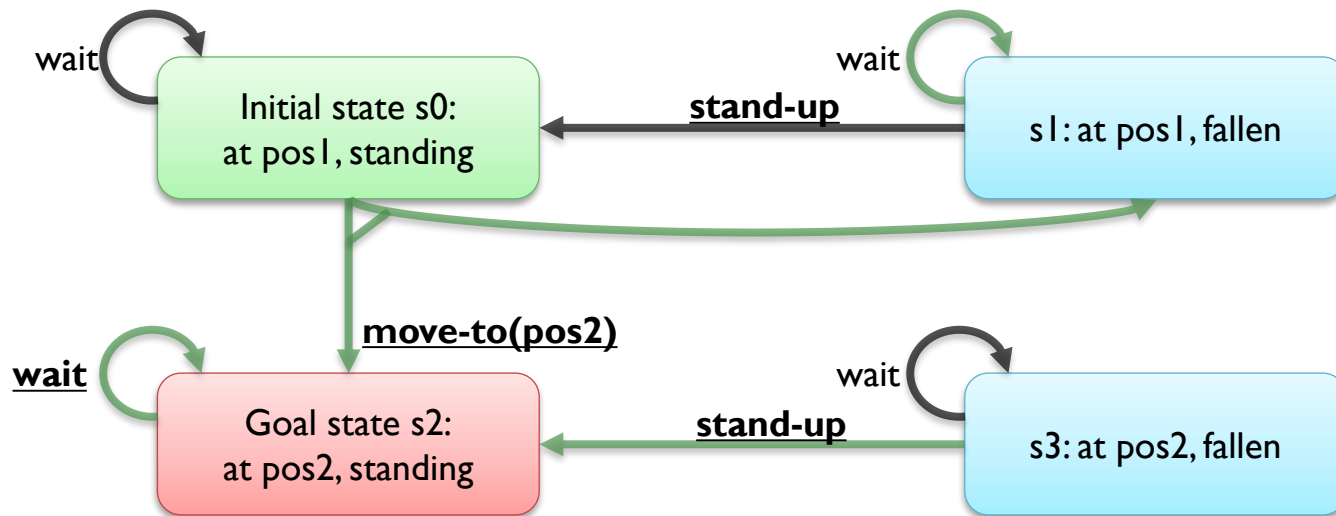 wait
Initial state s0:
at pos1, standing
stand-up
wait
s1: at pos1, fallen
move-to(pos2)
wait
Goal state s2:
at pos2, standing
stand-up
wait
s3: at pos2, fallen